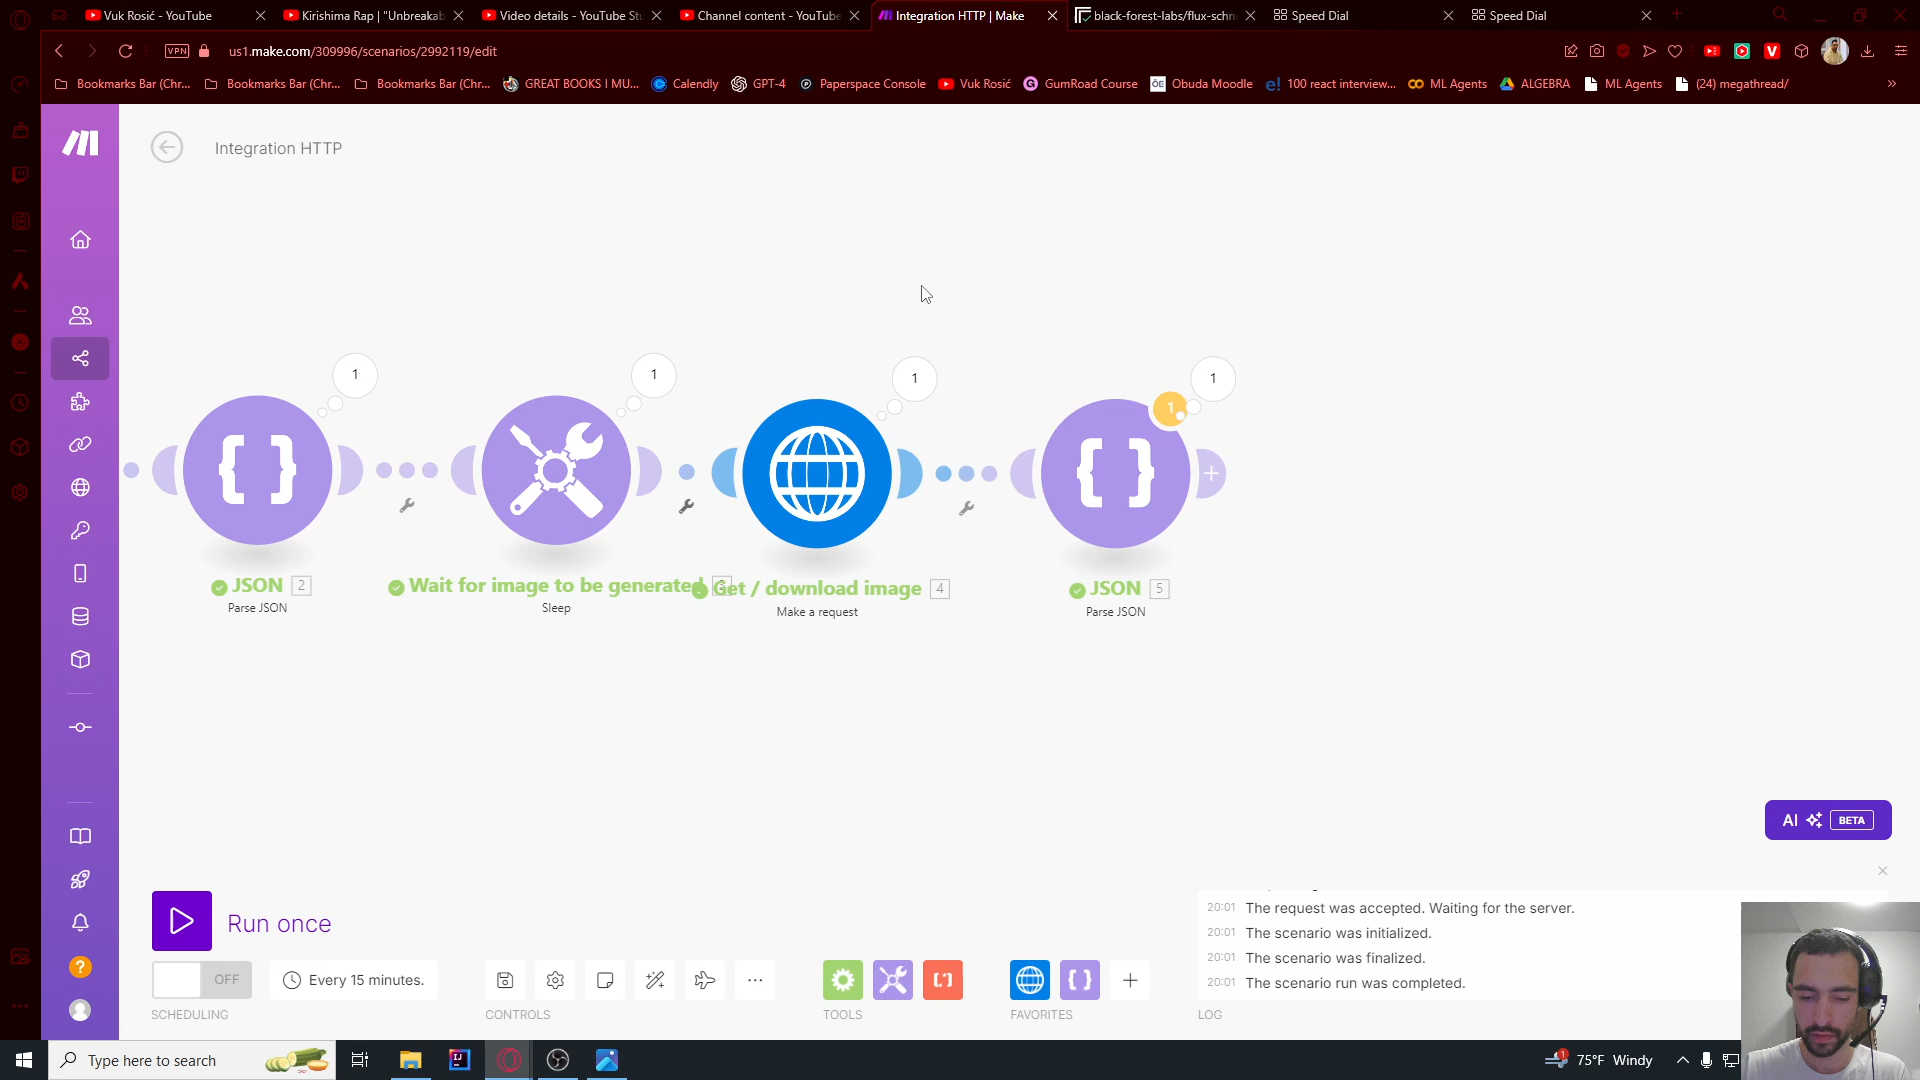 Vuk Rosić - YouTube
Kirishima Rap | "Unbreakab
Video details - YouTube Stu
Channel content - YouTube
Integration HTTP | Make
black-forest-labs/flux-schn
Speed Dial
Speed Dial
VPN
us1.make.com/309996/scenarios/2992119/edit
Bookmarks Bar (Chr...
Bookmarks Bar (Chr...
Bookmarks Bar (Chr...
GREAT BOOKS I MU...
Calendly
GPT-4
Paperspace Console
Vuk Rosić
GumRoad Course
Obuda Moodle
100 react interview...
ML Agents
ALGEBRA
ML Agents
(24) megathread/
Integration HTTP
1
1
1
1
1
JSON 2
Parse JSON
Wait for image to be generated
Sleep
Get / download image 4
Make a request
JSON 5
Parse JSON
AI BETA
Run once
20:01 The request was accepted. Waiting for the server.
20:01 The scenario was initialized.
20:01 The scenario was finalized.
20:01 The scenario run was completed.
OFF
Every 15 minutes.
SCHEDULING
CONTROLS
TOOLS
FAVORITES
LOG
Type here to search
1
75°F Windy